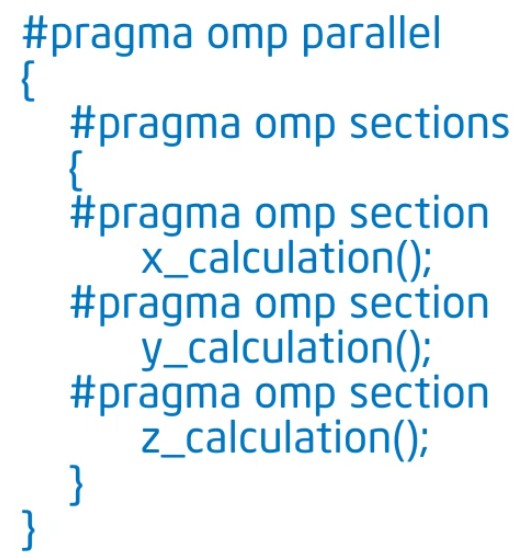 #pragma omp parallel
{
#pragma omp sections
{
#pragma omp section
x_calculation();
#pragma omp section
y_calculation();
#pragma omp section
z_calculation();
}
}